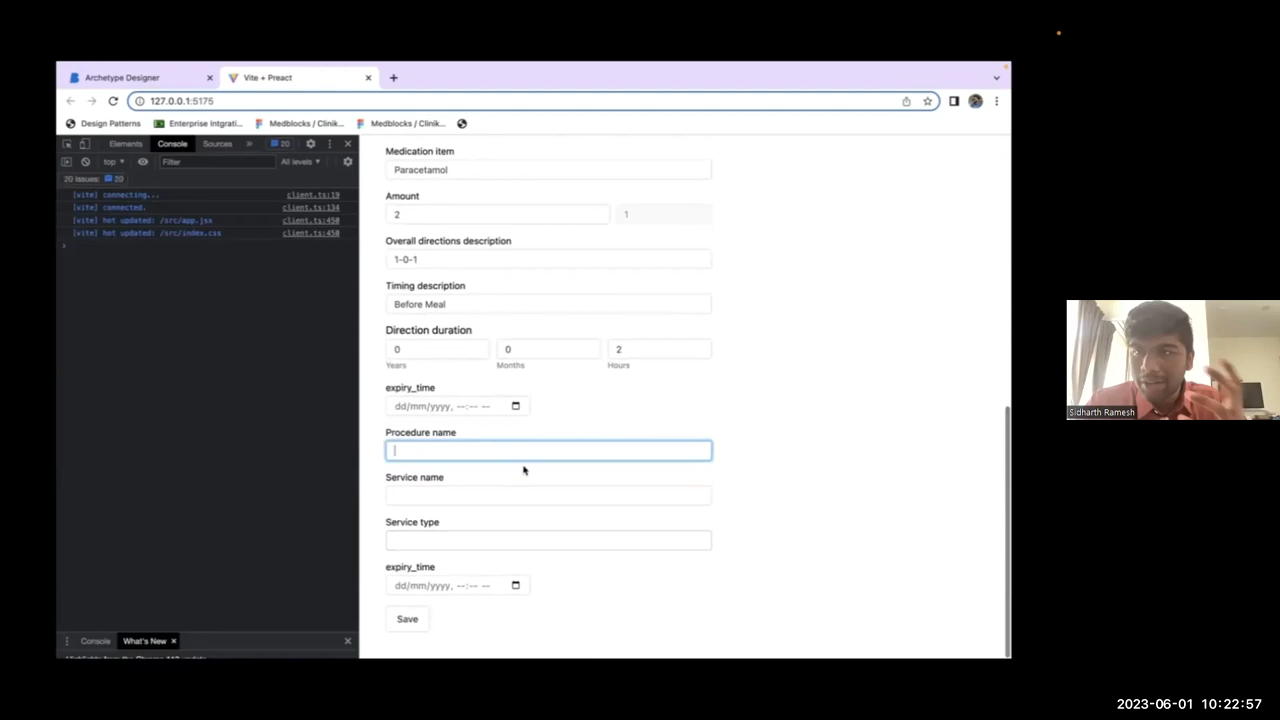 Archetype Designer
Vite + Preact
127.0.0.1:5175
Design Patterns
Enterprise Intgrati...
Medblocks / Clinik...
Medblocks / Clinik...
Elements
Console
Sources
20
top
Filter
All levels
20 Issues: 20
[vite] connecting... client.ts:19
[vite] connected. client.ts:134
[vite] hot updated: /src/app.jsx client.ts:450
[vite] hot updated: /src/index.css client.ts:450
Console
What's New
Medication item
Paracetamol
Amount
2
1
Overall directions description
1-0-1
Timing description
Before Meal
Direction duration
0 0 2
Years Months Hours
expiry_time
dd/mm/yyyy, --:-- --
Procedure name
Service name
Service type
expiry_time
dd/mm/yyyy, --:-- --
Save
Sidharth Ramesh
2023-06-01 10:22:57